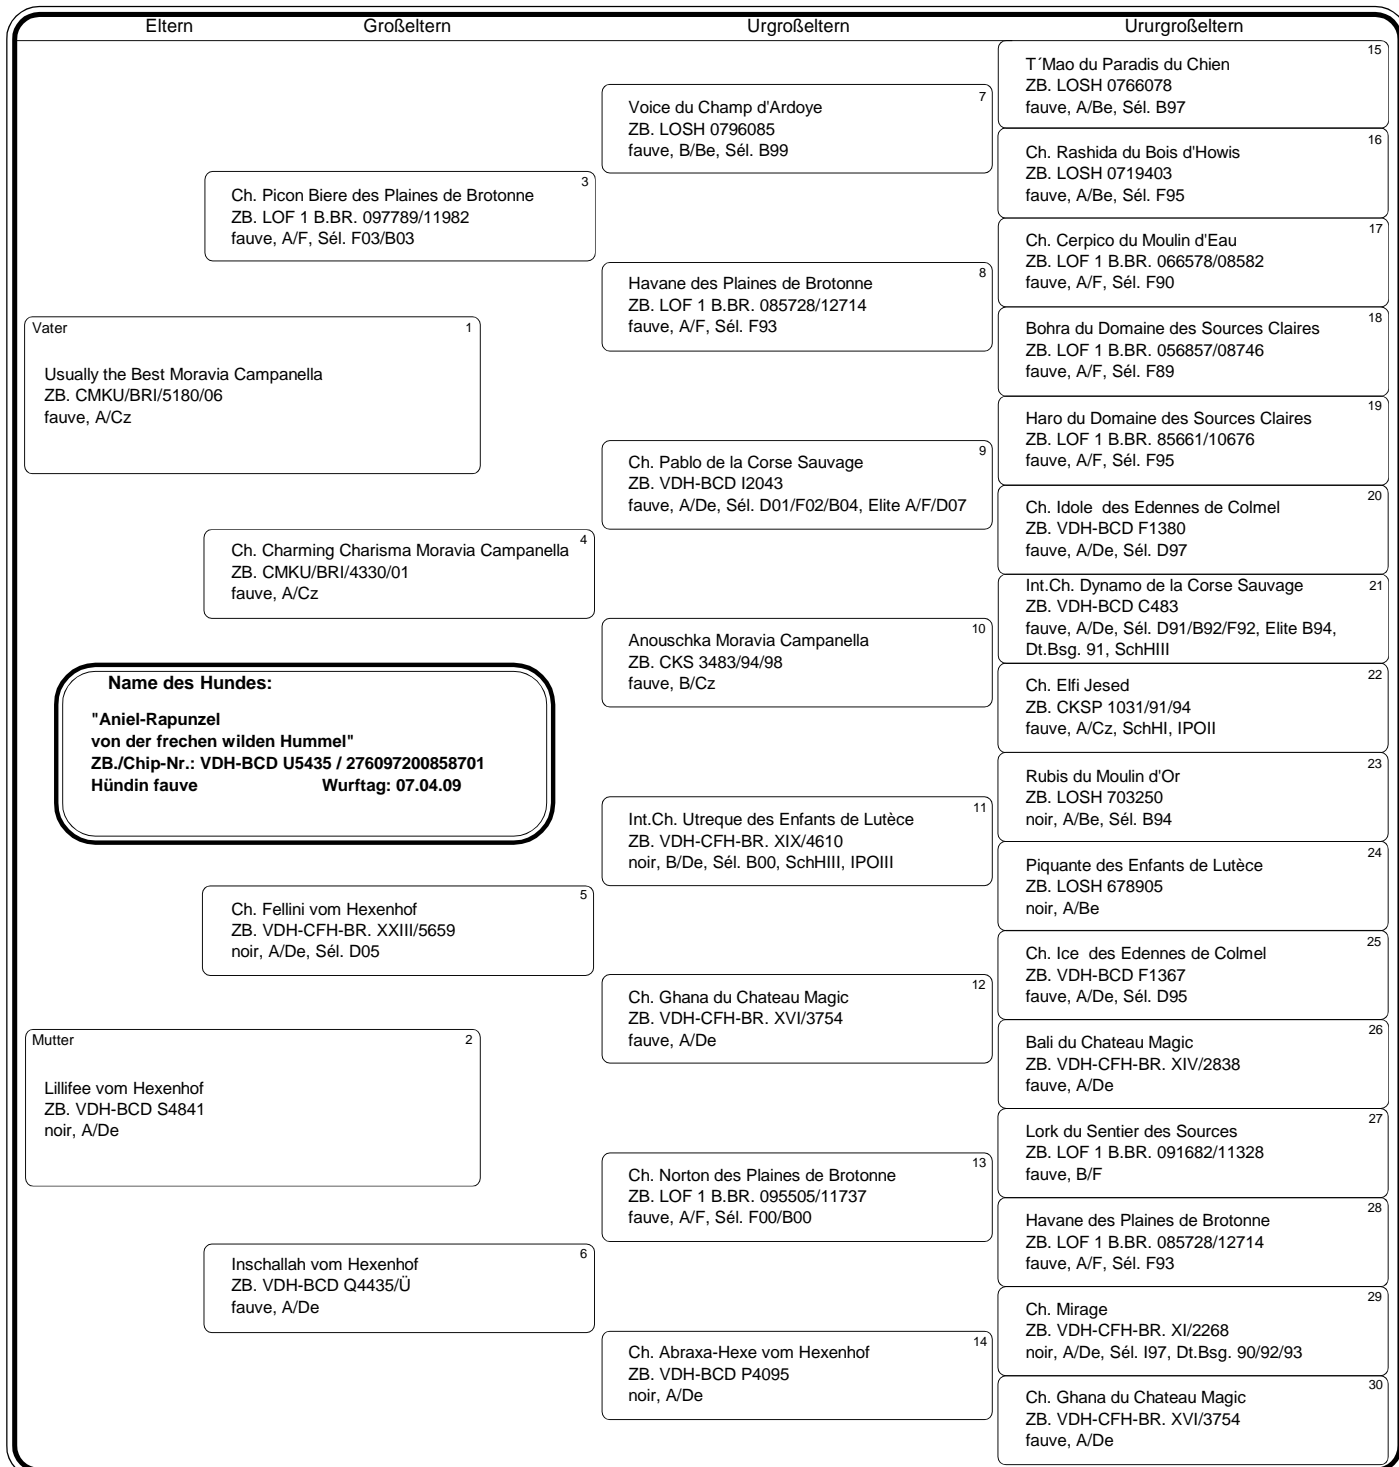 Eltern Großeltern Urgroßeltern Ururgroßeltern
Vater 1
Usually the Best Moravia Campanella
ZB. CMKU/BRI/5180/06
fauve, A/Cz
Name des Hundes:
"Aniel-Rapunzel
von der frechen wilden Hummel"
ZB./Chip-Nr.: VDH-BCD U5435 / 276097200858701
Hündin fauve Wurftag: 07.04.09
Mutter 2
Lillifee vom Hexenhof
ZB. VDH-BCD S4841
noir, A/De
3
Ch. Picon Biere des Plaines de Brotonne
ZB. LOF 1 B.BR. 097789/11982
fauve, A/F, Sél. F03/B03
4
Ch. Charming Charisma Moravia Campanella
ZB. CMKU/BRI/4330/01
fauve, A/Cz
5
Ch. Fellini vom Hexenhof
ZB. VDH-CFH-BR. XXIII/5659
noir, A/De, Sél. D05
6
Inschallah vom Hexenhof
ZB. VDH-BCD Q4435/Ü
fauve, A/De
7
Voice du Champ d'Ardoye
ZB. LOSH 0796085
fauve, B/Be, Sél. B99
8
Havane des Plaines de Brotonne
ZB. LOF 1 B.BR. 085728/12714
fauve, A/F, Sél. F93
9
Ch. Pablo de la Corse Sauvage
ZB. VDH-BCD I2043
fauve, A/De, Sél. D01/F02/B04, Elite A/F/D07
10
Anouschka Moravia Campanella
ZB. CKS 3483/94/98
fauve, B/Cz
11
Int.Ch. Utreque des Enfants de Lutèce
ZB. VDH-CFH-BR. XIX/4610
noir, B/De, Sél. B00, SchHIII, IPOIII
12
Ch. Ghana du Chateau Magic
ZB. VDH-CFH-BR. XVI/3754
fauve, A/De
13
Ch. Norton des Plaines de Brotonne
ZB. LOF 1 B.BR. 095505/11737
fauve, A/F, Sél. F00/B00
14
Ch. Abraxa-Hexe vom Hexenhof
ZB. VDH-BCD P4095
noir, A/De
15
T´Mao du Paradis du Chien
ZB. LOSH 0766078
fauve, A/Be, Sél. B97
16
Ch. Rashida du Bois d'Howis
ZB. LOSH 0719403
fauve, A/Be, Sél. F95
17
Ch. Cerpico du Moulin d'Eau
ZB. LOF 1 B.BR. 066578/08582
fauve, A/F, Sél. F90
18
Bohra du Domaine des Sources Claires
ZB. LOF 1 B.BR. 056857/08746
fauve, A/F, Sél. F89
19
Haro du Domaine des Sources Claires
ZB. LOF 1 B.BR. 85661/10676
fauve, A/F, Sél. F95
20
Ch. Idole des Edennes de Colmel
ZB. VDH-BCD F1380
fauve, A/De, Sél. D97
21
Int.Ch. Dynamo de la Corse Sauvage
ZB. VDH-BCD C483
fauve, A/De, Sél. D91/B92/F92, Elite B94,
Dt.Bsg. 91, SchHIII
22
Ch. Elfi Jesed
ZB. CKSP 1031/91/94
fauve, A/Cz, SchHI, IPOII
23
Rubis du Moulin d'Or
ZB. LOSH 703250
noir, A/Be, Sél. B94
24
Piquante des Enfants de Lutèce
ZB. LOSH 678905
noir, A/Be
25
Ch. Ice des Edennes de Colmel
ZB. VDH-BCD F1367
fauve, A/De, Sél. D95
26
Bali du Chateau Magic
ZB. VDH-CFH-BR. XIV/2838
fauve, A/De
27
Lork du Sentier des Sources
ZB. LOF 1 B.BR. 091682/11328
fauve, B/F
28
Havane des Plaines de Brotonne
ZB. LOF 1 B.BR. 085728/12714
fauve, A/F, Sél. F93
29
Ch. Mirage
ZB. VDH-CFH-BR. XI/2268
noir, A/De, Sél. I97, Dt.Bsg. 90/92/93
30
Ch. Ghana du Chateau Magic
ZB. VDH-CFH-BR. XVI/3754
fauve, A/De